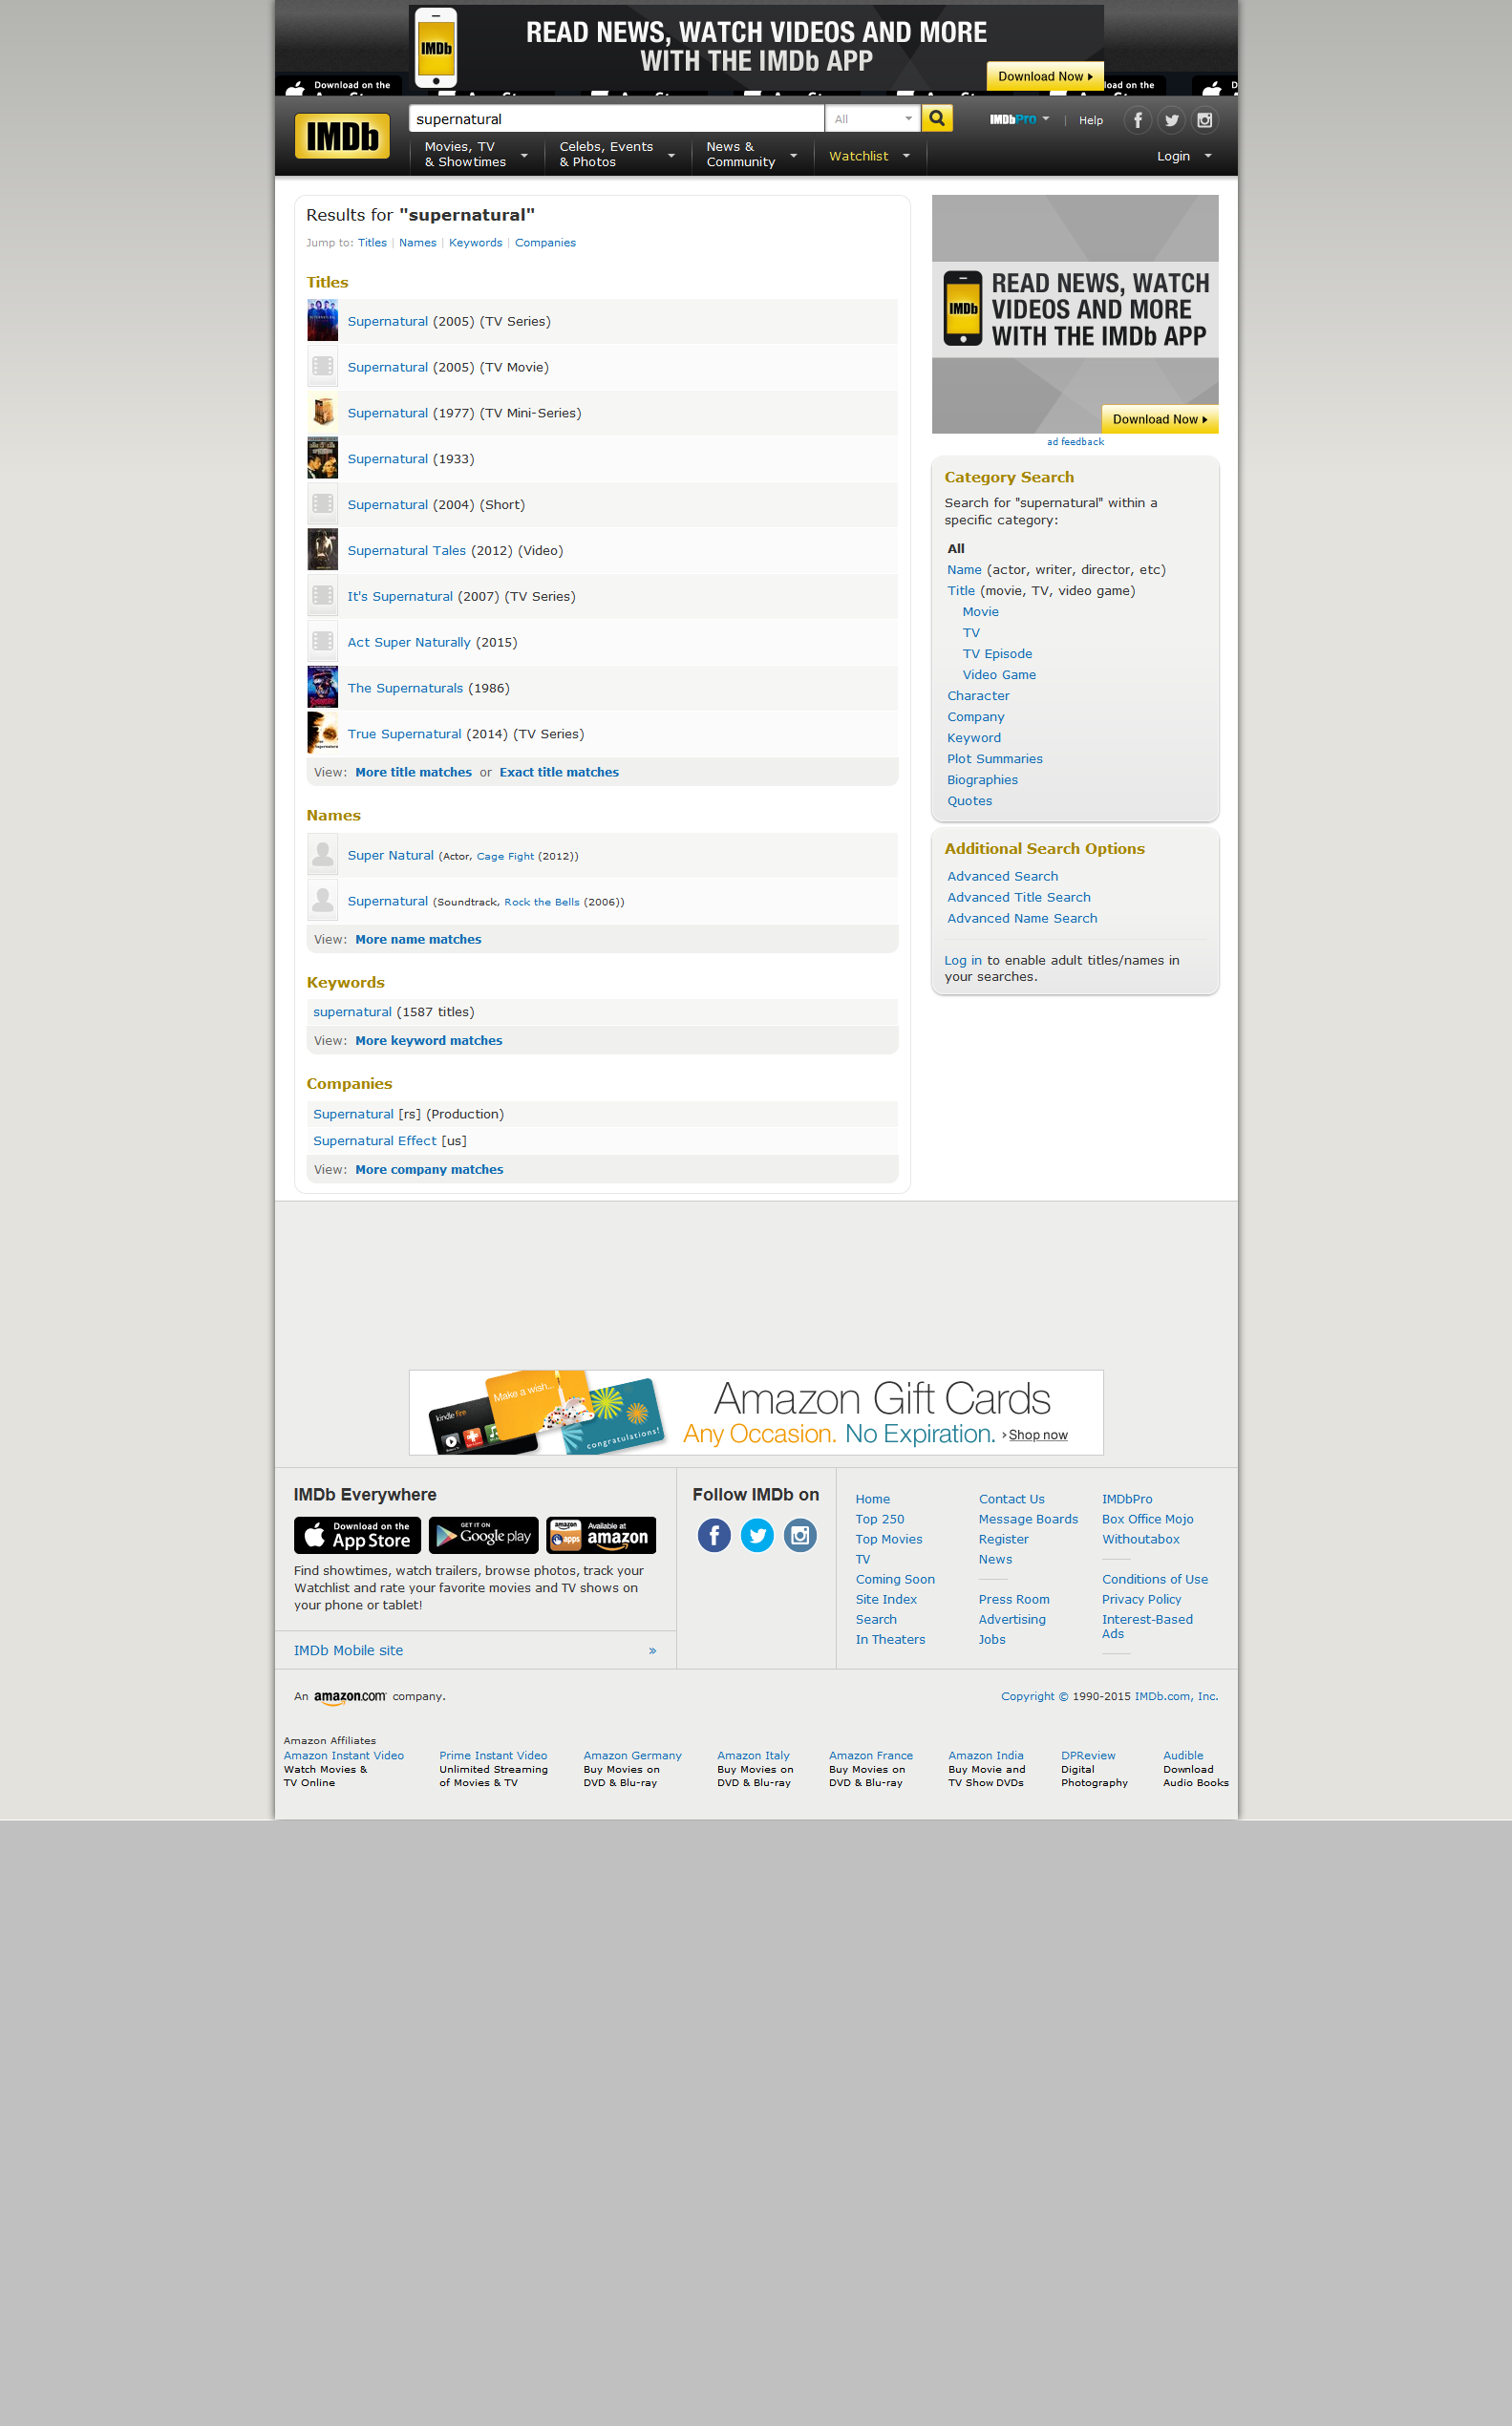 READ NEWS, WATCH VIDEOS AND MORE
WITH THE IMDb APP
IMDb
Download Now
Download on the
Download on the
IMDb
supernatural
All
IMDbPro
Help
Movies, TV
& Showtimes
Celebs, Events
& Photos
News &
Community
Watchlist
Login
Results for "supernatural"
Jump to: Titles | Names | Keywords | Companies
Titles
Supernatural (2005) (TV Series)
Supernatural (2005) (TV Movie)
Supernatural (1977) (TV Mini-Series)
Supernatural (1933)
Supernatural (2004) (Short)
Supernatural Tales (2012) (Video)
It's Supernatural (2007) (TV Series)
Act Super Naturally (2015)
The Supernaturals (1986)
True Supernatural (2014) (TV Series)
View: More title matches or Exact title matches
Names
Super Natural (Actor, Cage Fight (2012))
Supernatural (Soundtrack, Rock the Bells (2006))
View: More name matches
Keywords
supernatural (1587 titles)
View: More keyword matches
Companies
Supernatural [rs] (Production)
Supernatural Effect [us]
View: More company matches
IMDb
READ NEWS, WATCH
VIDEOS AND MORE
WITH THE IMDb APP
Download Now
ad feedback
Category Search
Search for "supernatural" within a
specific category:
All
Name (actor, writer, director, etc)
Title (movie, TV, video game)
Movie
TV
TV Episode
Video Game
Character
Company
Keyword
Plot Summaries
Biographies
Quotes
Additional Search Options
Advanced Search
Advanced Title Search
Advanced Name Search
Log in to enable adult titles/names in
your searches.
kindle fire
Make a wish...
congratulations!
Amazon Gift Cards
Any Occasion. No Expiration. Shop now
IMDb Everywhere
Download on the
App Store
GET IT ON
Google play
amazon
apps
Available at
amazon
Find showtimes, watch trailers, browse photos, track your
Watchlist and rate your favorite movies and TV shows on
your phone or tablet!
IMDb Mobile site »
Follow IMDb on
Home
Top 250
Top Movies
TV
Coming Soon
Site Index
Search
In Theaters
Contact Us
Message Boards
Register
News
Press Room
Advertising
Jobs
IMDbPro
Box Office Mojo
Withoutabox
Conditions of Use
Privacy Policy
Interest-Based
Ads
An amazon.com company.
Copyright © 1990-2015 IMDb.com, Inc.
Amazon Affiliates
Amazon Instant Video
Watch Movies &
TV Online
Prime Instant Video
Unlimited Streaming
of Movies & TV
Amazon Germany
Buy Movies on
DVD & Blu-ray
Amazon Italy
Buy Movies on
DVD & Blu-ray
Amazon France
Buy Movies on
DVD & Blu-ray
Amazon India
Buy Movie and
TV Show DVDs
DPReview
Digital
Photography
Audible
Download
Audio Books